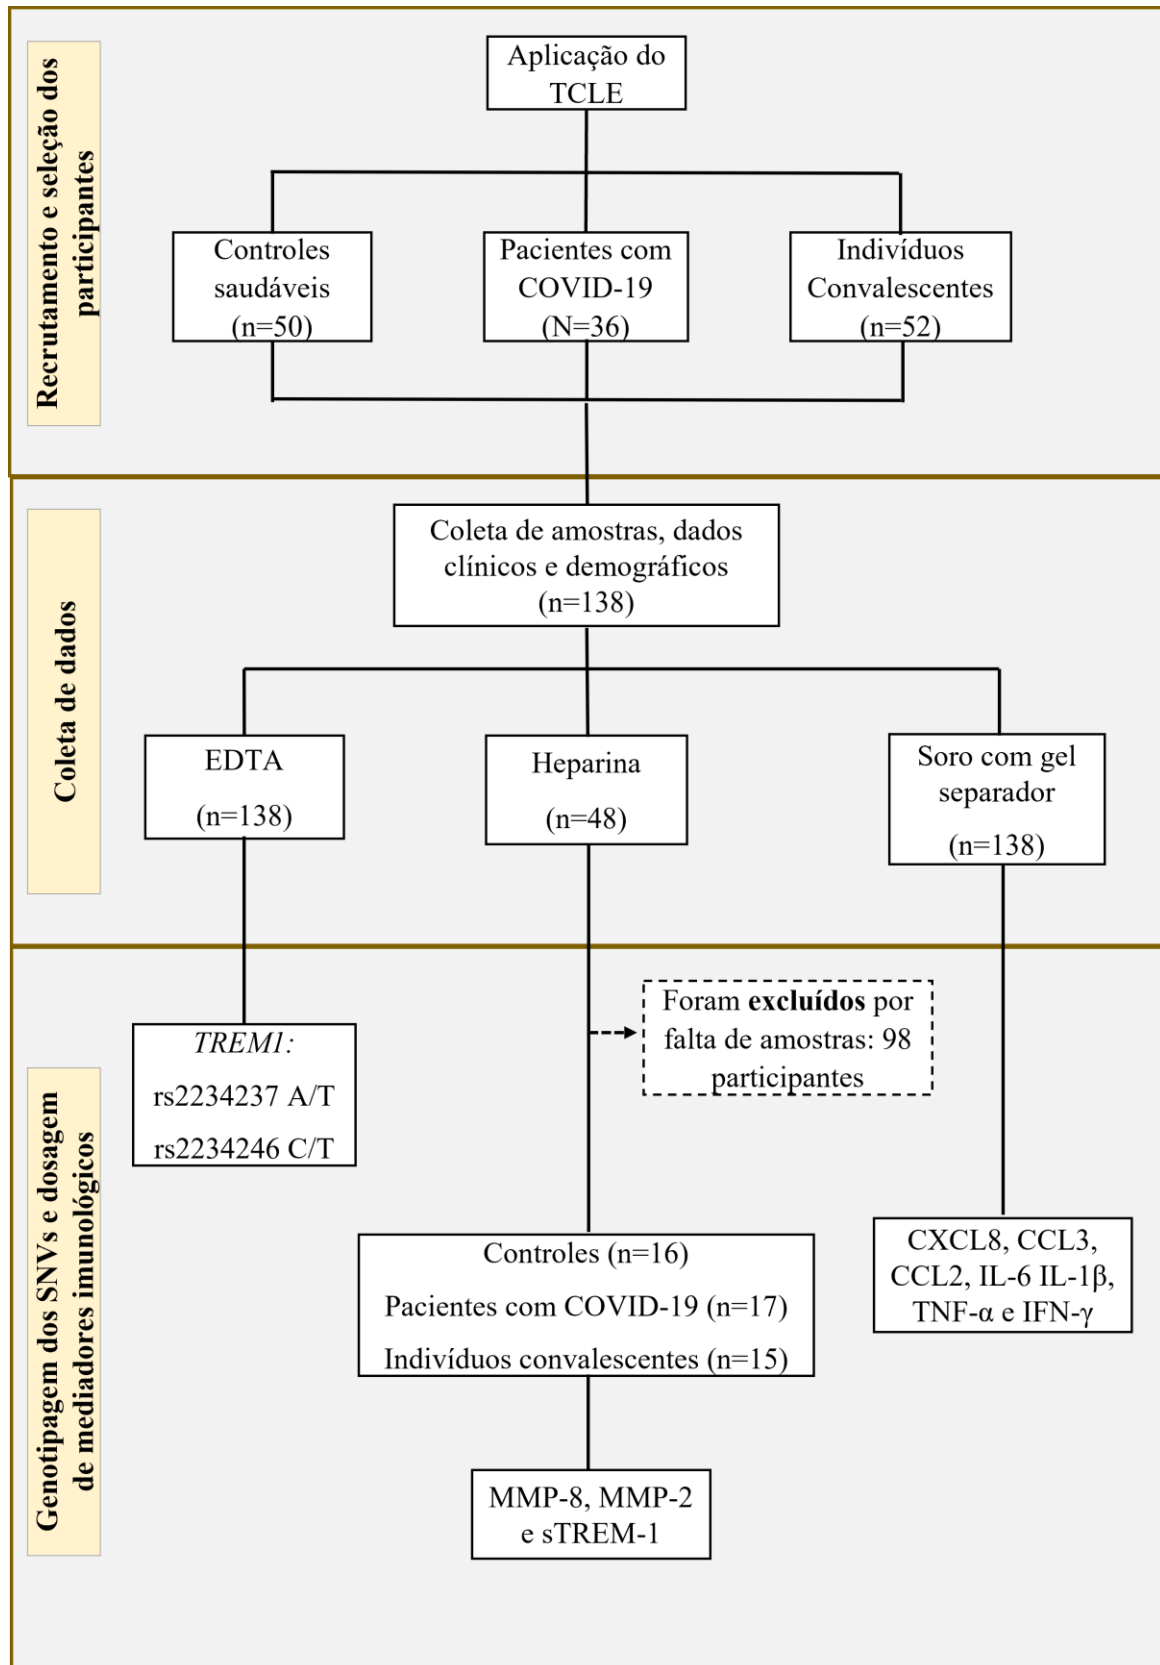 Recrutamento e seleção dos
participantes
Aplicação do
TCLE
Controles
saudáveis
(n=50)
Pacientes com
COVID-19
(N=36)
Indivíduos
Convalescentes
(n=52)
Coleta de dados
Coleta de amostras, dados
clínicos e demográficos
(n=138)
EDTA
(n=138)
Heparina
(n=48)
Soro com gel
separador
(n=138)
Genotipagem dos SNVs e dosagem
de mediadores imunológicos
Foram excluídos por
falta de amostras: 98
participantes
TREM1:
rs2234237 A/T
rs2234246 C/T
Controles (n=16)
Pacientes com COVID-19 (n=17)
Indivíduos convalescentes (n=15)
CXCL8, CCL3,
CCL2, IL-6 IL-1β,
TNF-α e IFN-γ
MMP-8, MMP-2
e sTREM-1